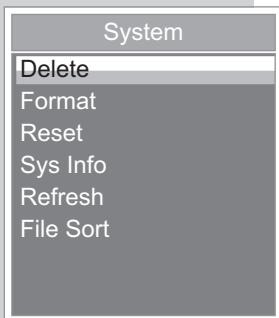 System
Delete
Format
Reset
Sys Info
Refresh
File Sort